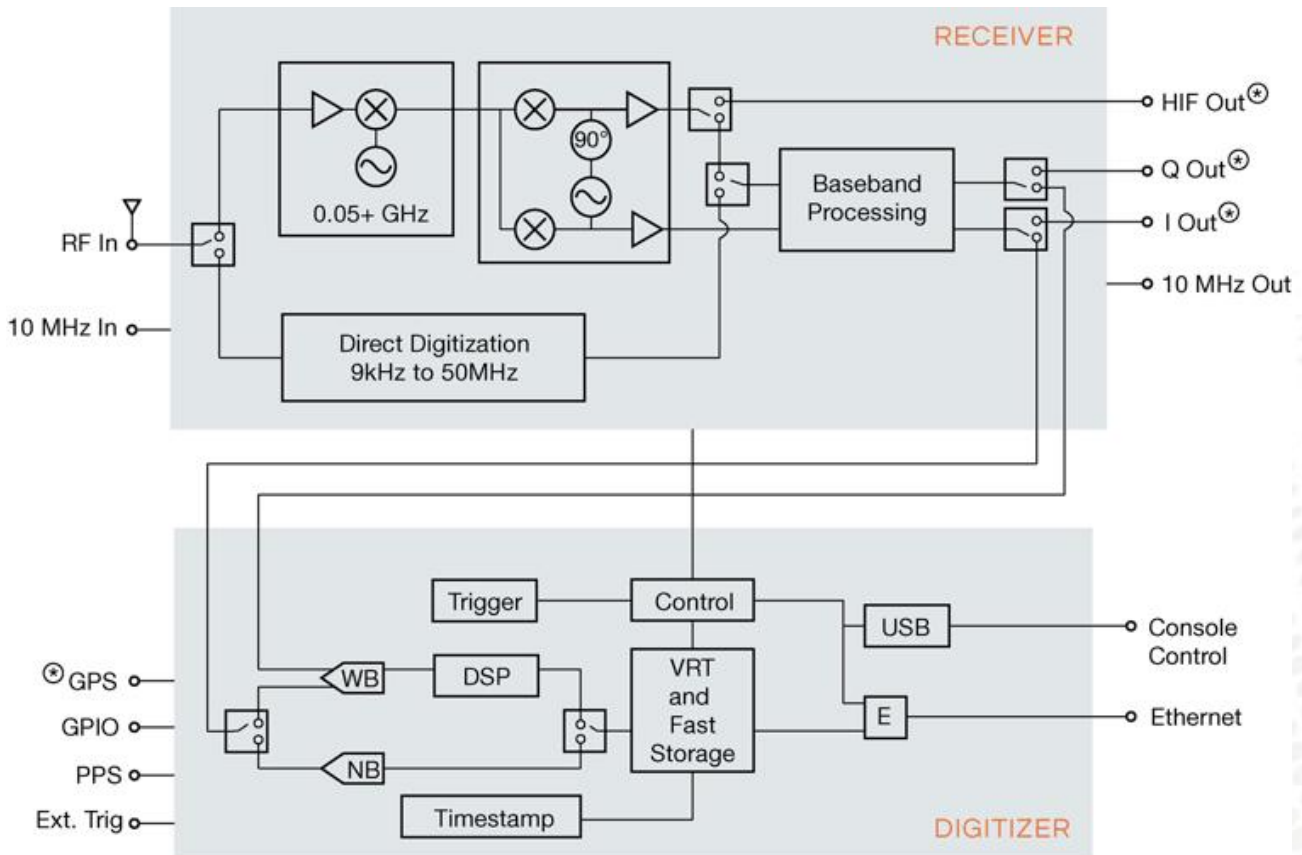 RECEIVER
HIF Out
90°
Q Out
Baseband
Processing
0.05+ GHz
I Out
RF In
10 MHz Out
10 MHz In
Direct Digitization
9kHz to 50MHz
Trigger
Control
USB
Console
Control
GPS
WB
DSP
VRT
and
Fast
Storage
E
Ethernet
GPIO
NB
PPS
Timestamp
Ext. Trig
DIGITIZER